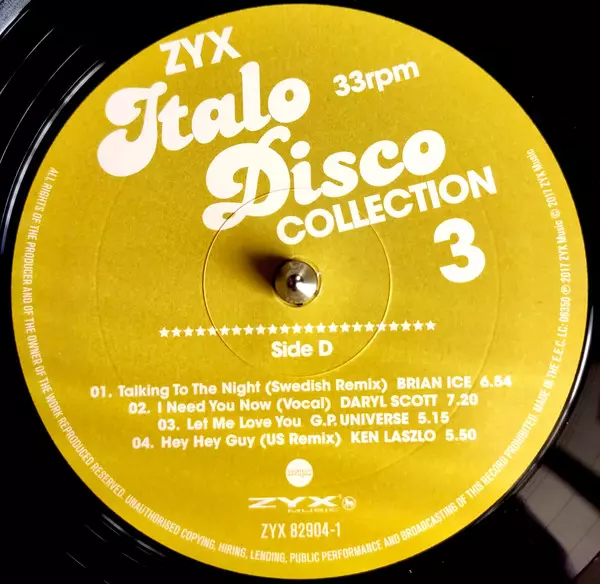 ZYX
Italo
33rpm
Disco
COLLECTION
3
Side D
01. Talking To The Night (Swedish Remix) BRIAN ICE 6.54
02. I Need You Now (Vocal) DARYL SCOTT 7.20
03. Let Me Love You G.P. UNIVERSE 5.15
04. Hey Hey Guy (US Remix) KEN LASZLO 5.50
ZYX
MUSIC
ZYX 82904-1
ALL RIGHTS OF THE PRODUCER AND OF THE OWNER OF THE WORK REPRODUCED RESERVED. UNAUTHORISED COPYING, HIRING, LENDING, PUBLIC PERFORMANCE AND BROADCASTING OF THIS RECORD PROHIBITED. MADE IN THE E.E.C. LC: 06350 ℗ 2017 ZYX Music © 2017 ZYX Music